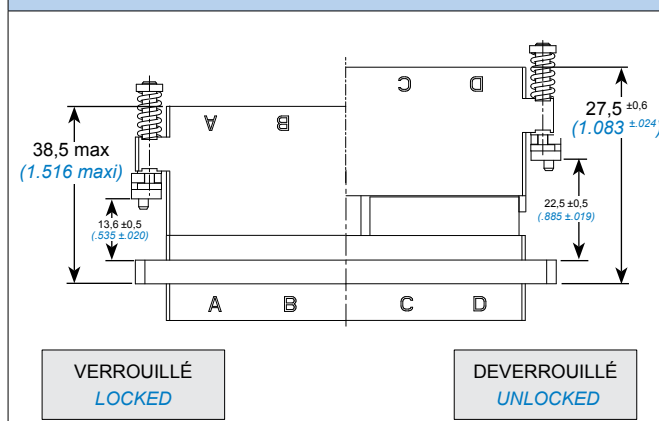 A B
C D
38,5 max
(1.516 maxi)
13,6 ±0,5
(.535 ±.020)
27,5 ±0,6
(1.083 ±.024)
22,5 ±0,5
(.885 ±.019)
A B C D
VERROUILLÉ
LOCKED
DEVERROUILLÉ
UNLOCKED